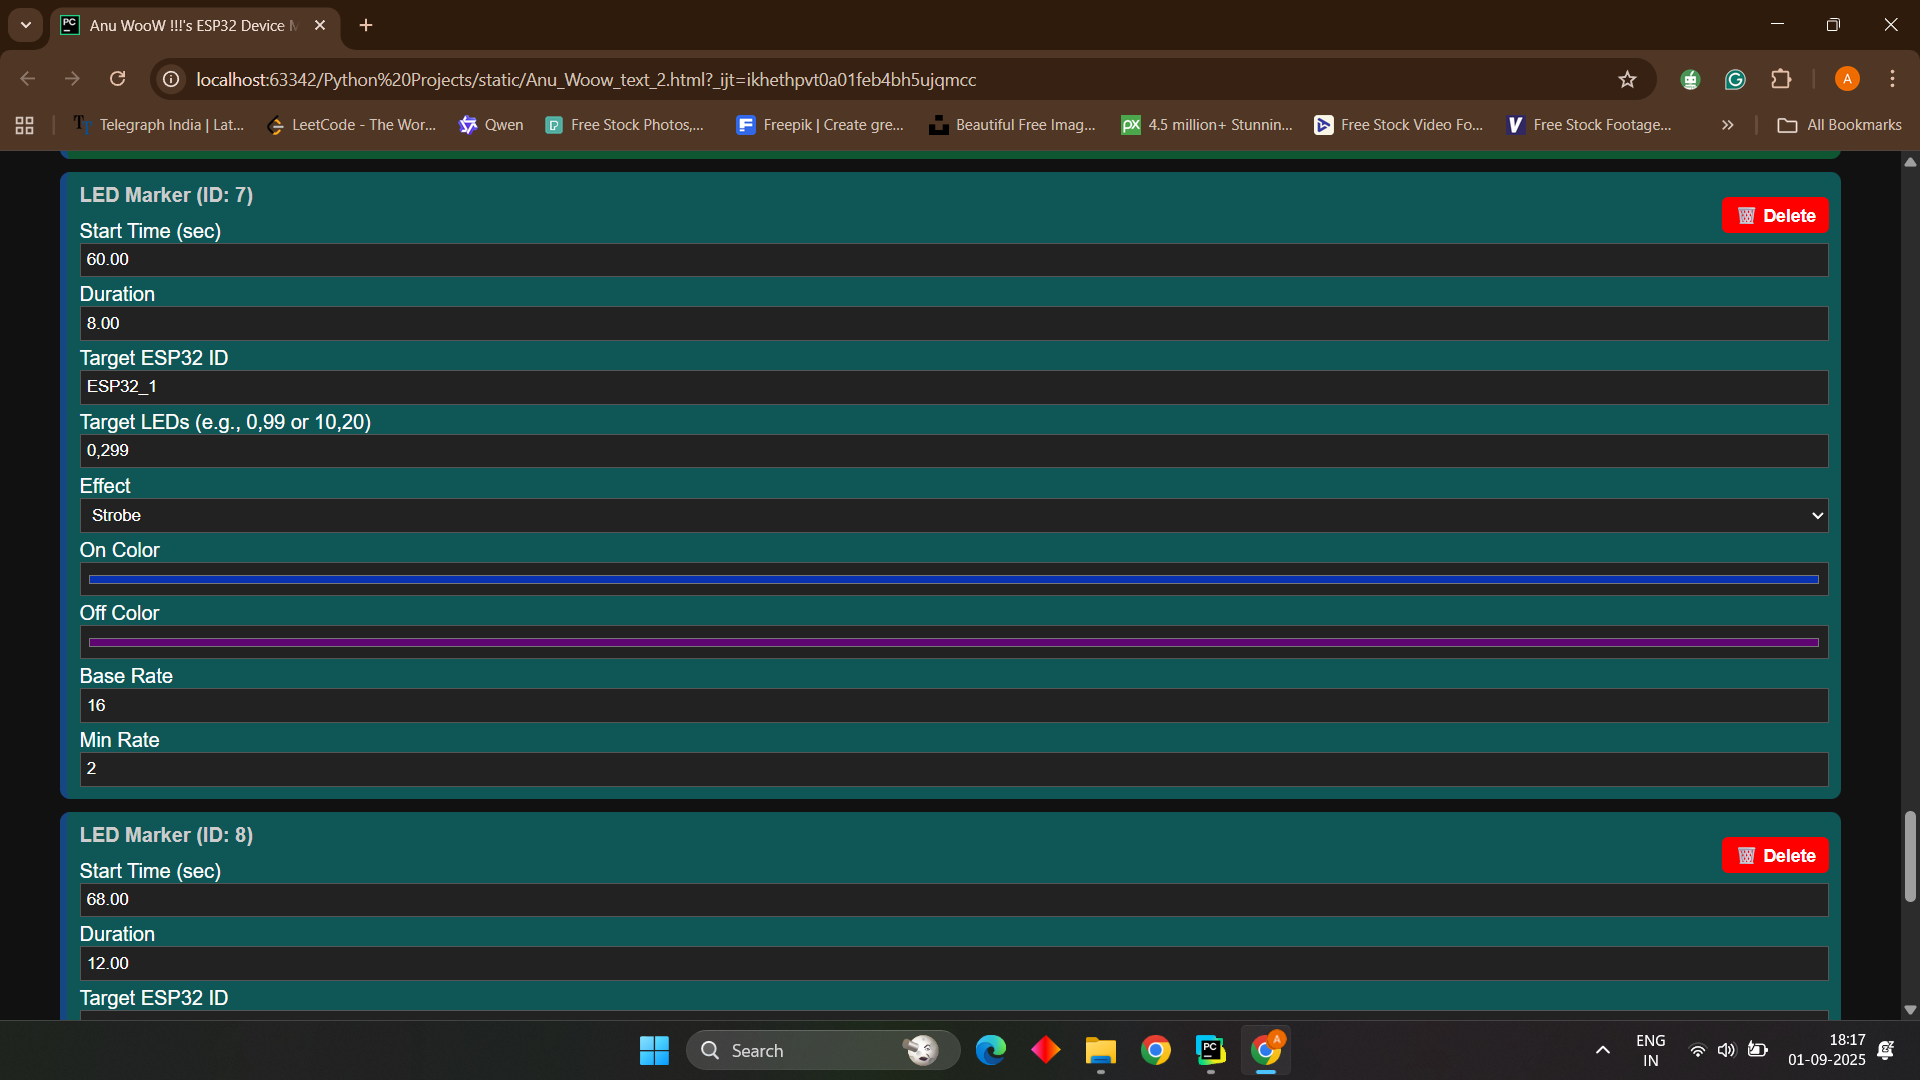 Anu WooW !!!'s ESP32 Device M
localhost:63342/Python%20Projects/static/Anu_Woow_text_2.html?_ijt=ikhethpvt0a01feb4bh5ujqmcc
A
Telegraph India | Lat...
LeetCode - The Wor...
Qwen
Free Stock Photos,...
Freepik | Create gre...
Beautiful Free Imag...
4.5 million+ Stunnin...
Free Stock Video Fo...
Free Stock Footage...
All Bookmarks
LED Marker (ID: 7)
Delete
Start Time (sec)
60.00
Duration
8.00
Target ESP32 ID
ESP32_1
Target LEDs (e.g., 0,99 or 10,20)
0,299
Effect
Strobe
On Color
Off Color
Base Rate
16
Min Rate
2
LED Marker (ID: 8)
Delete
Start Time (sec)
68.00
Duration
12.00
Target ESP32 ID
Search
PC
A
ENG
IN
18:17
01-09-2025